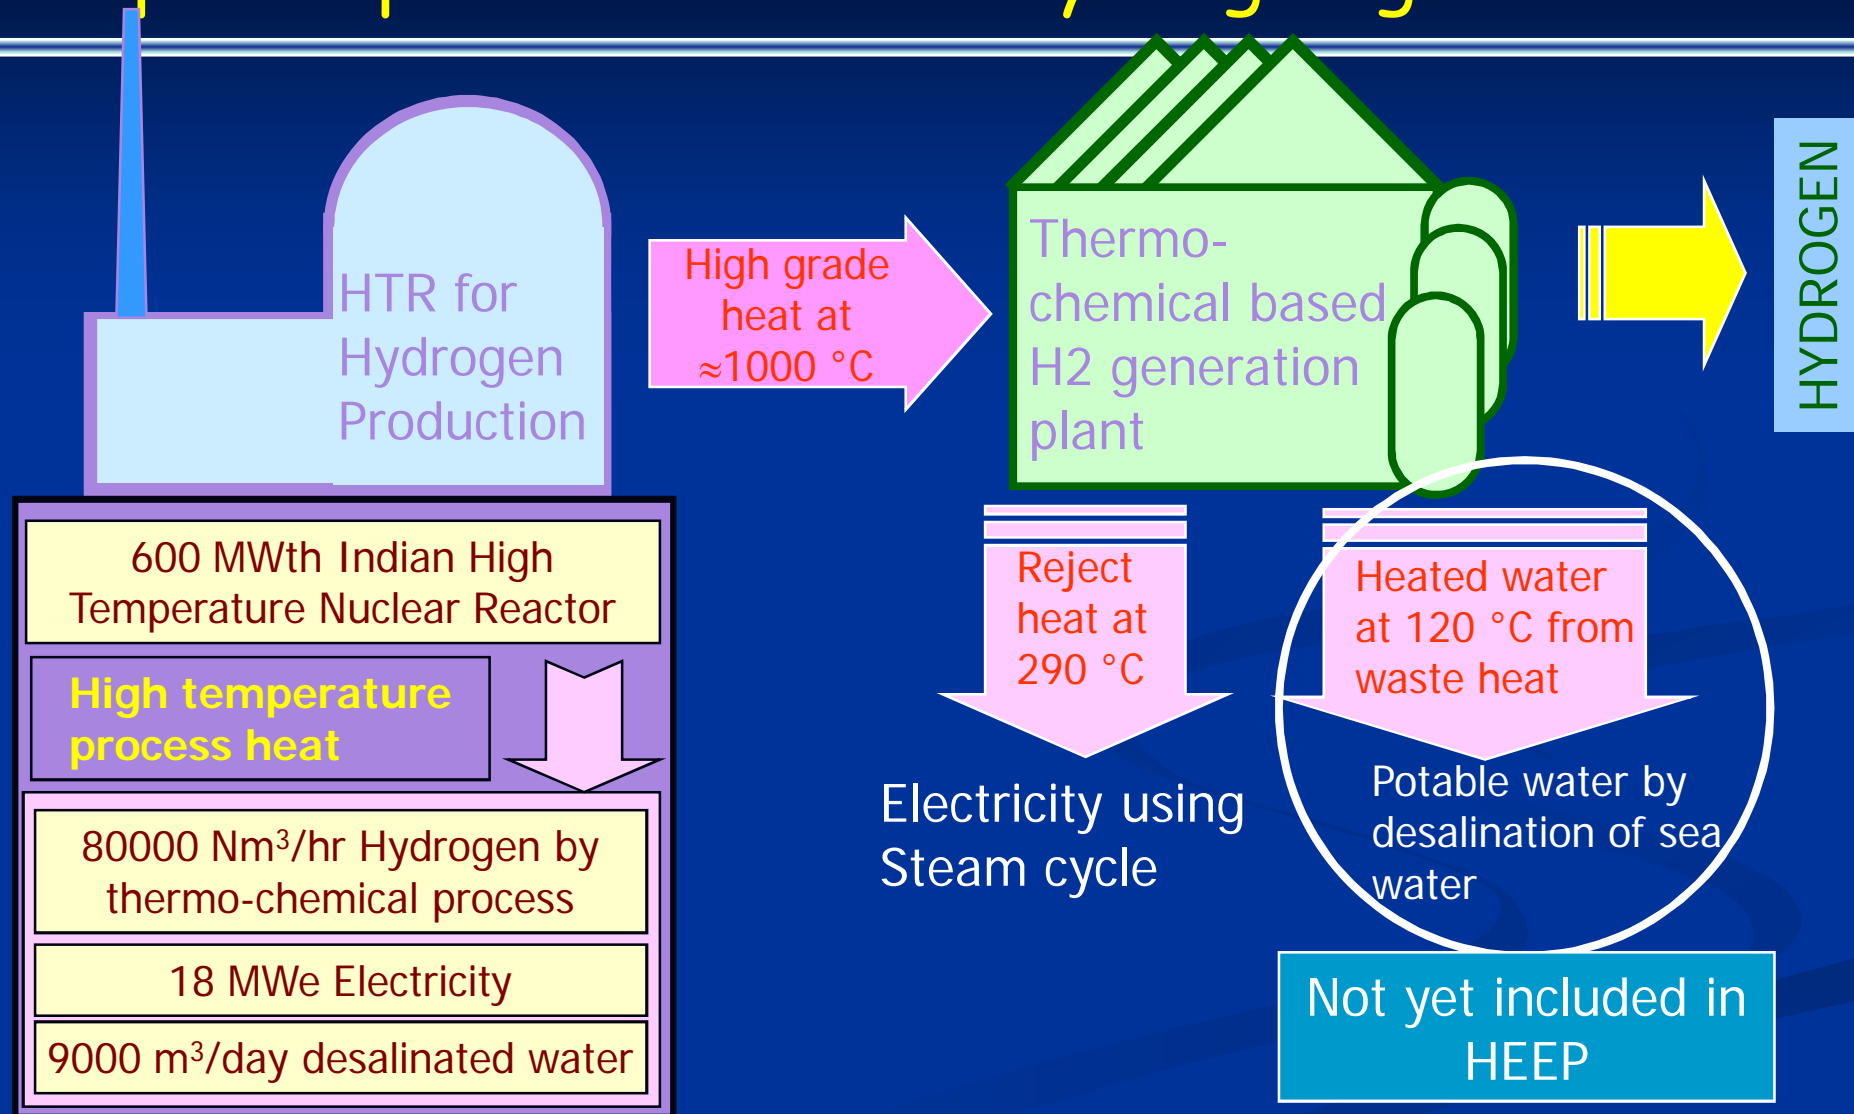 HTR for
Hydrogen
Production
High grade
heat at
≈1000 °C
Thermo-
chemical based
H2 generation
plant
HYDROGEN
600 MWth Indian High
Temperature Nuclear Reactor
High temperature
process heat
80000 Nm³/hr Hydrogen by
thermo-chemical process
18 MWe Electricity
9000 m³/day desalinated water
Reject
heat at
290 °C
Electricity using
Steam cycle
Heated water
at 120 °C from
waste heat
Potable water by
desalination of sea
water
Not yet included in
HEEP